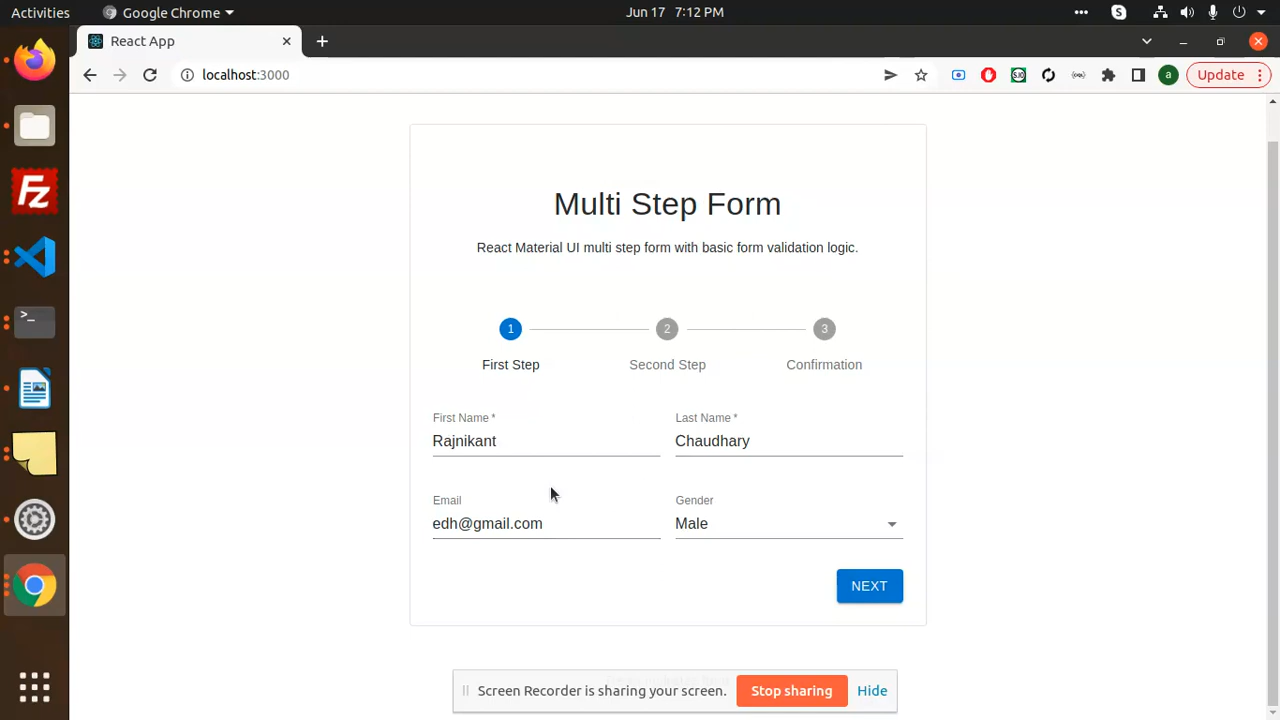 Activities
Google Chrome
Jun 17 7:12 PM
React App
localhost:3000
Update
Multi Step Form
React Material UI multi step form with basic form validation logic.
1
2
3
First Step
Second Step
Confirmation
First Name *
Last Name *
Rajnikant
Chaudhary
Email
Gender
edh@gmail.com
Male
NEXT
Screen Recorder is sharing your screen.
Stop sharing
Hide